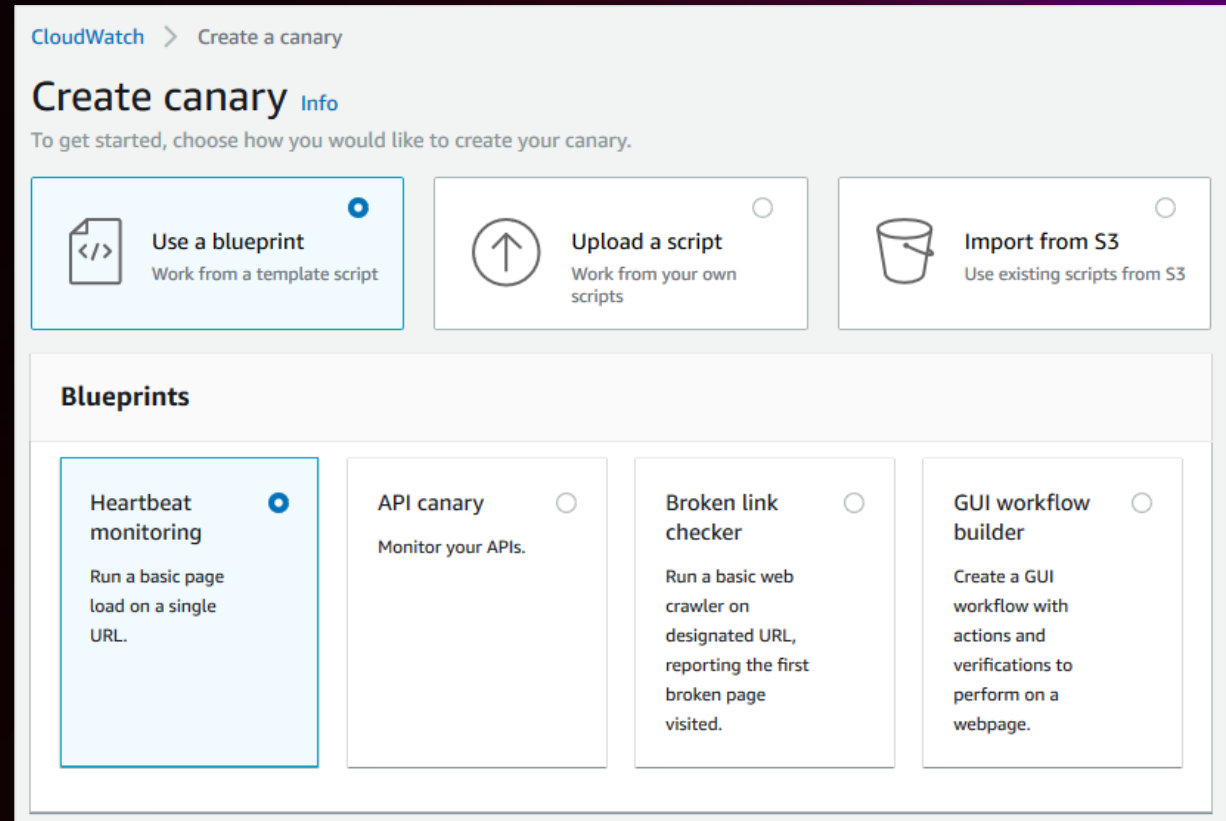 CloudWatch > Create a canary
Create canary Info
To get started, choose how you would like to create your canary.
Use a blueprint
Work from a template script
Upload a script
Work from your own
scripts
Import from S3
Use existing scripts from S3
Blueprints
Heartbeat
monitoring
Run a basic page
load on a single
URL.
API canary
Monitor your APIs.
Broken link
checker
Run a basic web
crawler on
designated URL,
reporting the first
broken page
visited.
GUI workflow
builder
Create a GUI
workflow with
actions and
verifications to
perform on a
webpage.